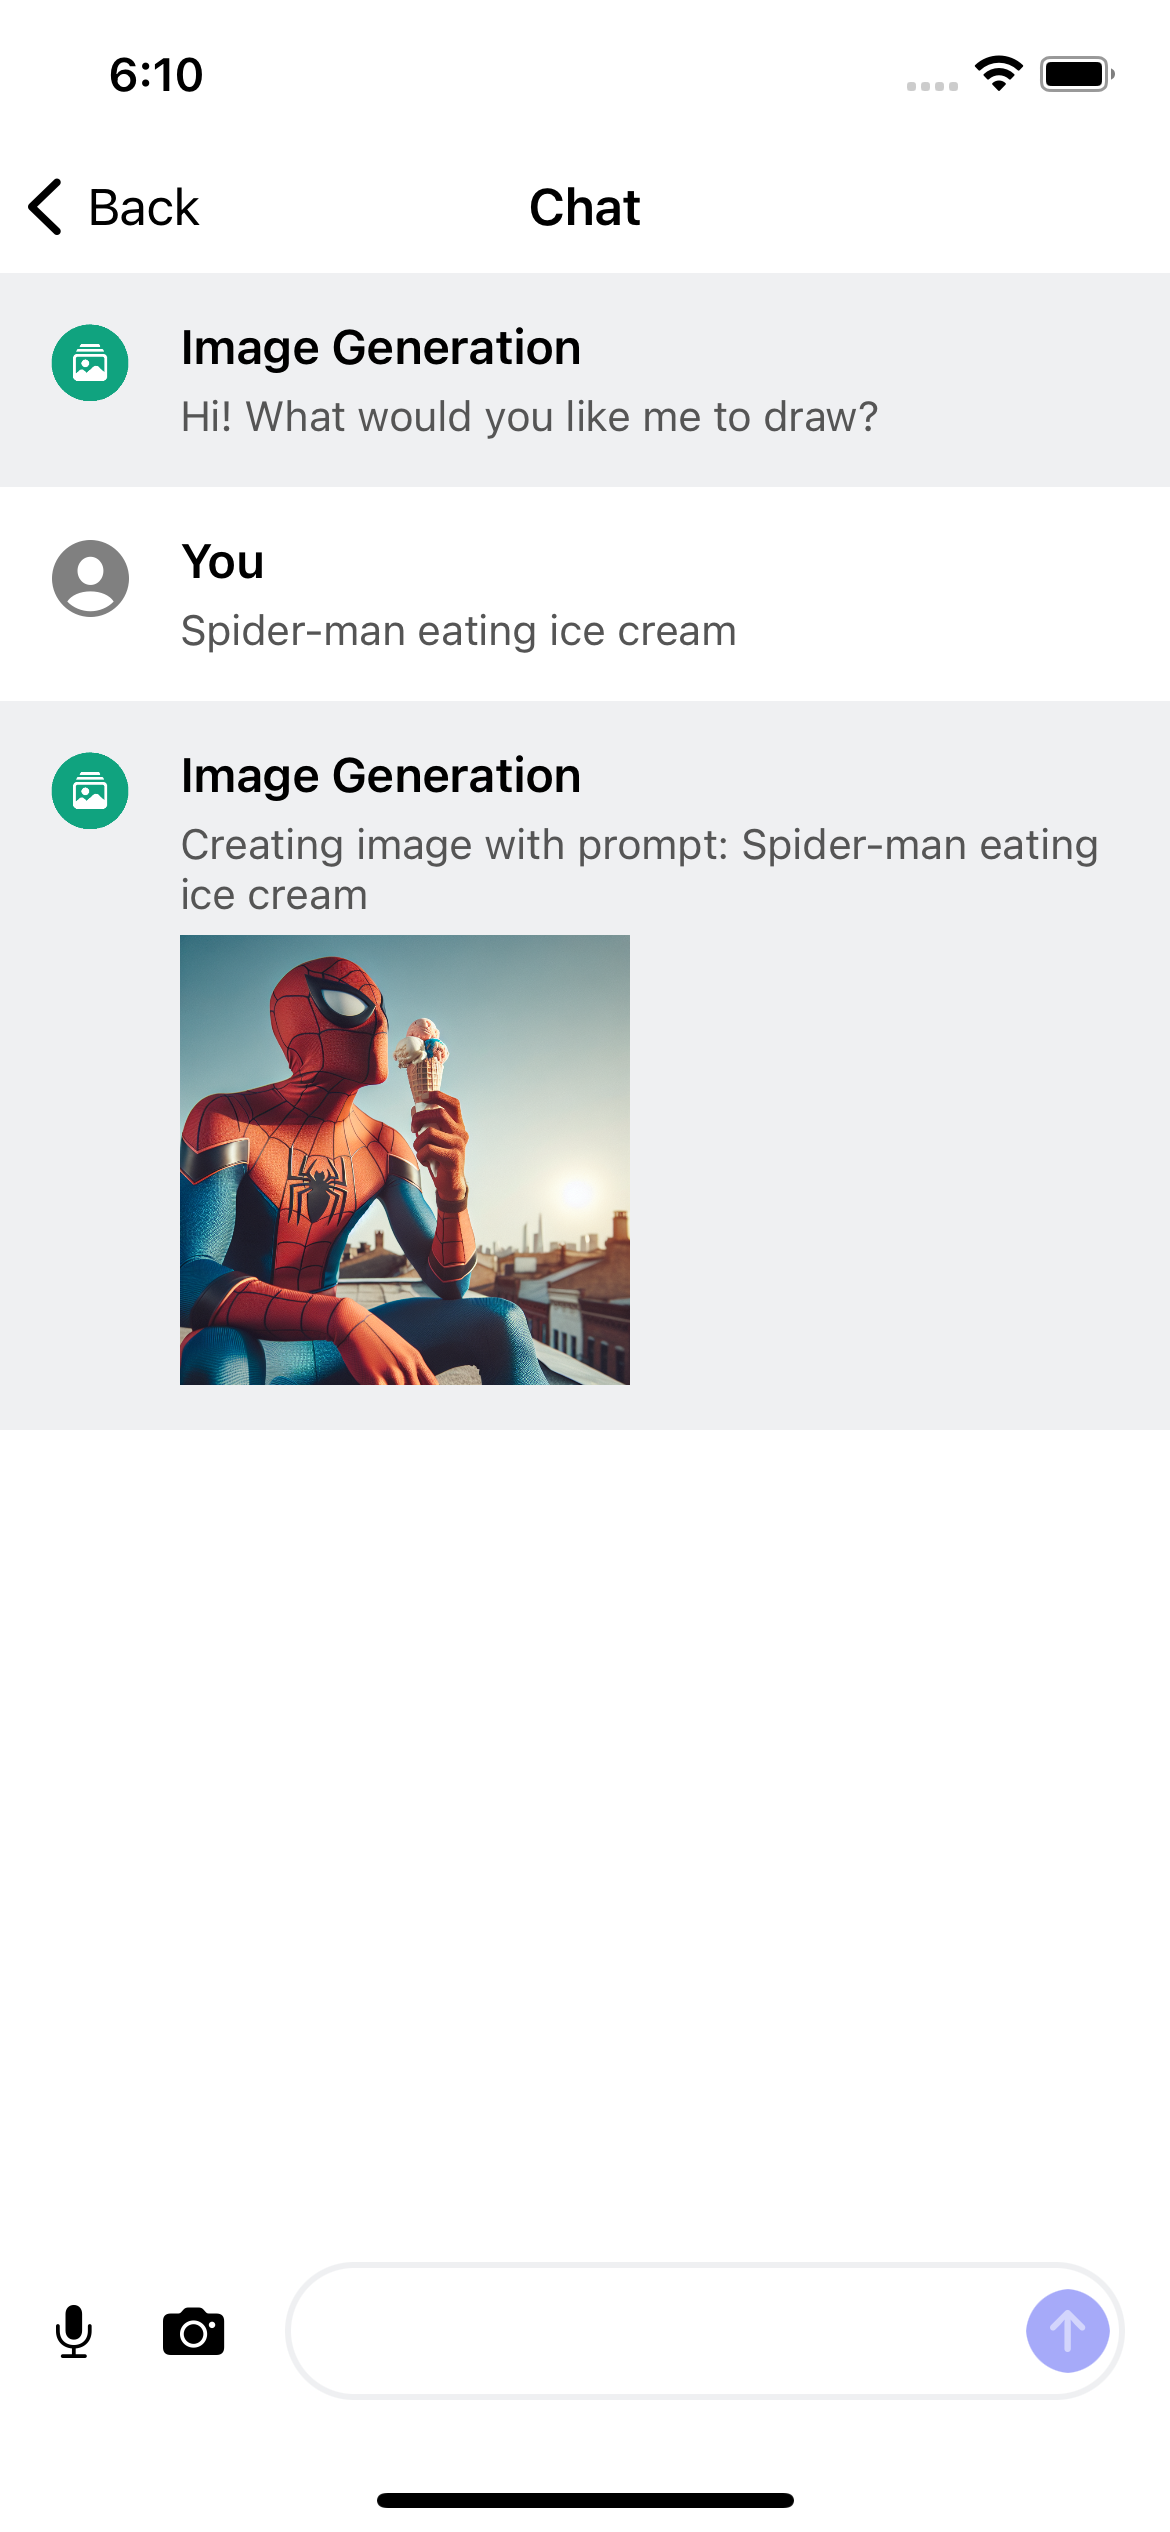 6:10
Back
Chat
Image Generation
Hi! What would you like me to draw?
You
Spider-man eating ice cream
Image Generation
Creating image with prompt: Spider-man eating
ice cream